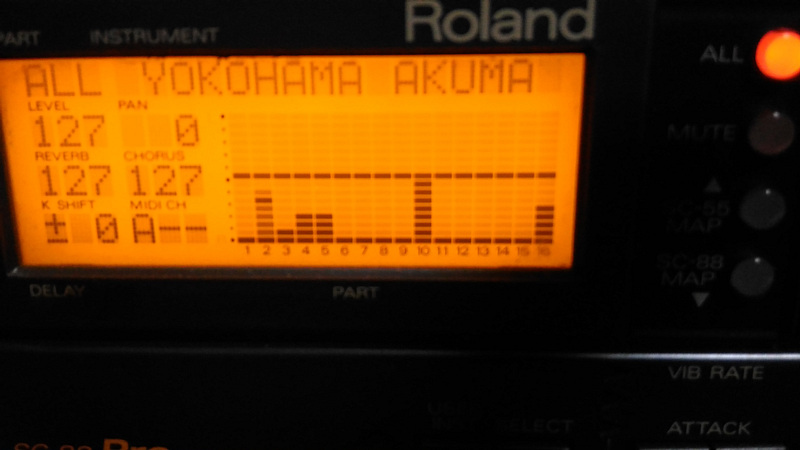 PART INSTRUMENT Roland
ALL YOKOHAMA AKUMA
LEVEL PAN
127 0
REVERB CHORUS
127 127
K SHIFT MIDI CH
± 0 A--
1 2 3 4 5 6 7 8 9 10 11 12 13 14 15 16
DELAY PART
ALL
MUTE
SC-55
MAP
SC-88
MAP
VIB RATE
SELECT
ATTACK
SC-88 Pro